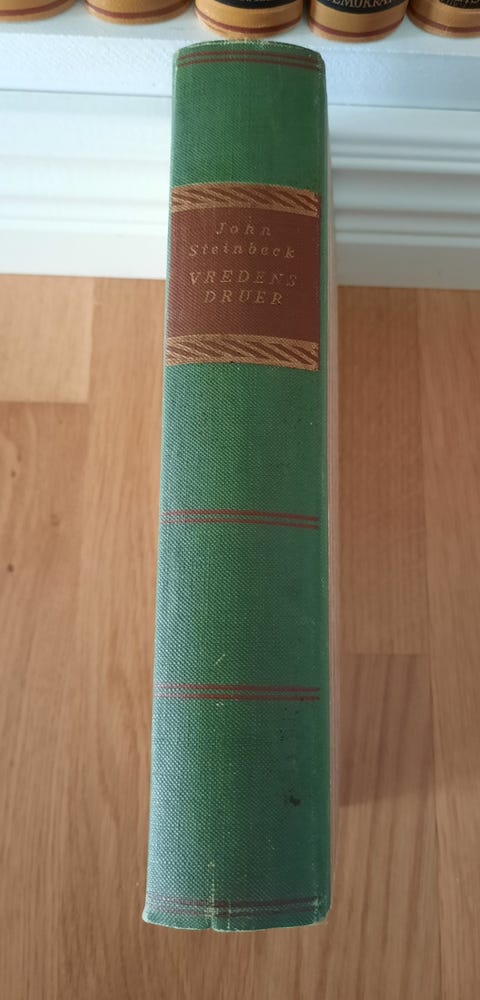 John
Steinbeck
VREDENS
DRUER